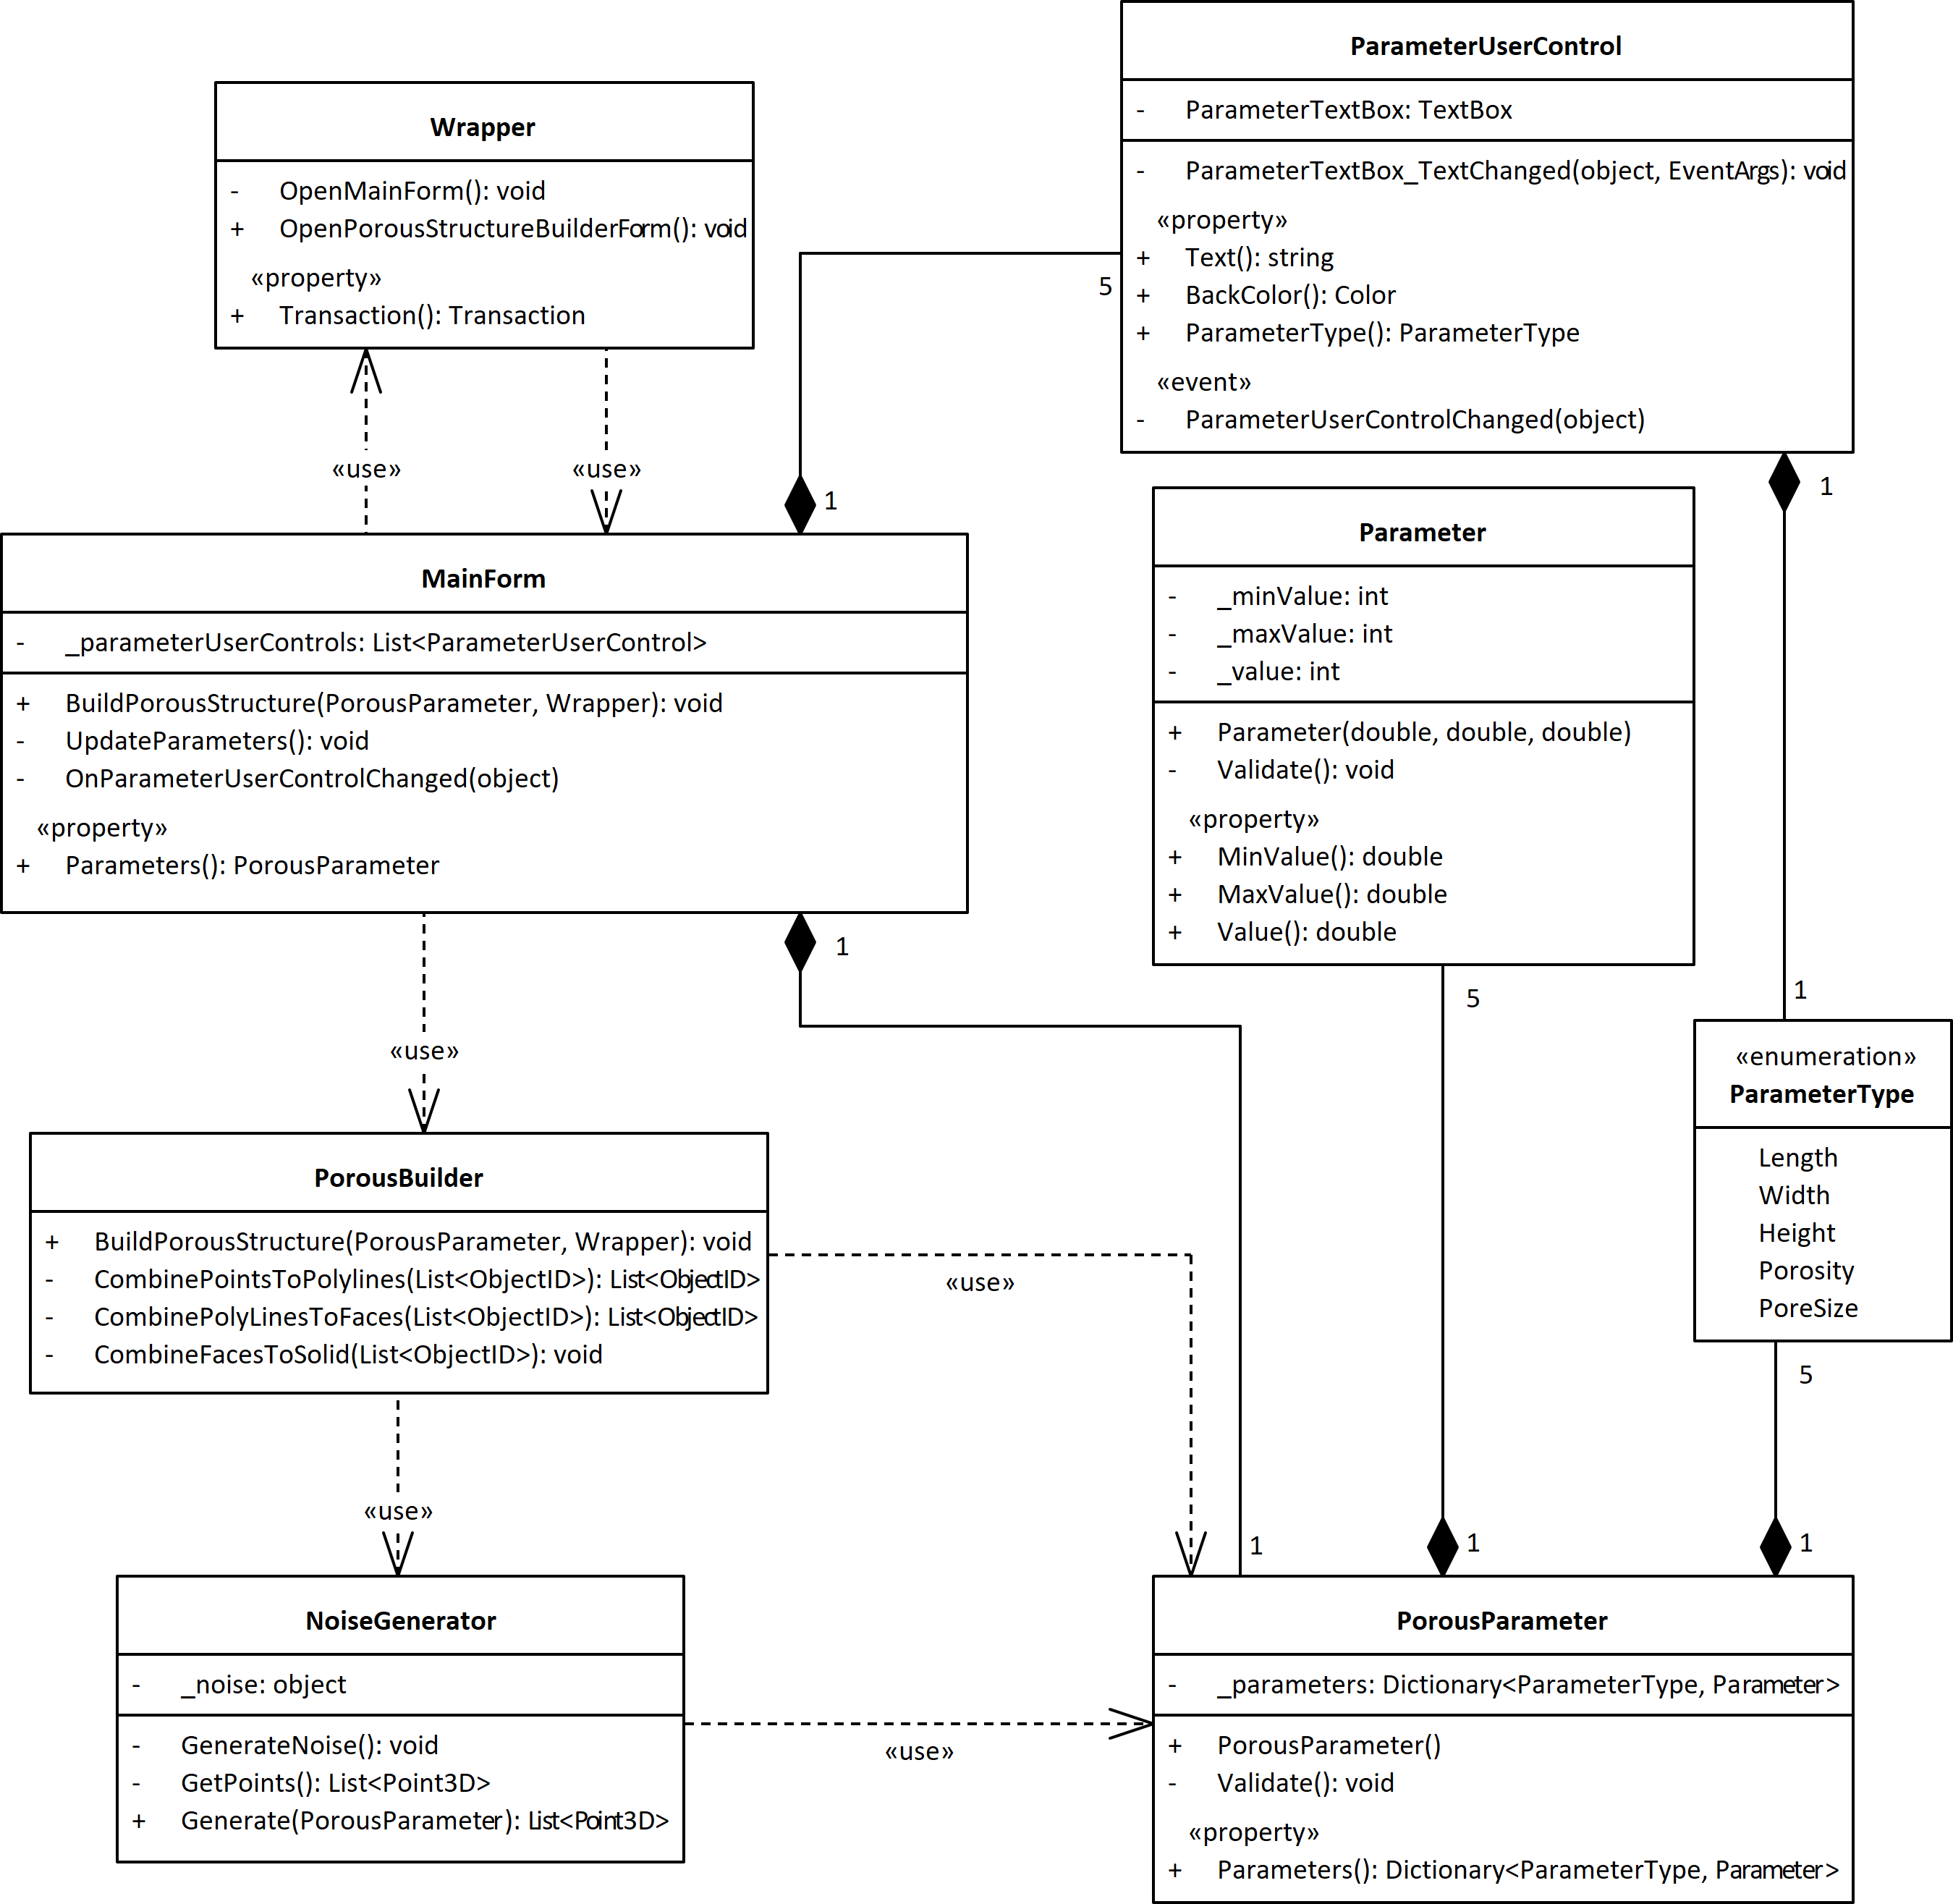 ParameterUserControl
- ParameterTextBox: TextBox
- ParameterTextBox_TextChanged(object, EventArgs): void
«property»
+ Text(): string
+ BackColor(): Color
+ ParameterType(): ParameterType
«event»
- ParameterUserControlChanged(object)
Wrapper
- OpenMainForm(): void
+ OpenPorousStructureBuilderForm(): void
«property»
+ Transaction(): Transaction
5
«use»
«use»
1
1
MainForm
- _parameterUserControls: List<ParameterUserControl>
+ BuildPorousStructure(PorousParameter, Wrapper): void
- UpdateParameters(): void
- OnParameterUserControlChanged(object)
«property»
+ Parameters(): PorousParameter
Parameter
- _minValue: int
- _maxValue: int
- _value: int
+ Parameter(double, double, double)
- Validate(): void
«property»
+ MinValue(): double
+ MaxValue(): double
+ Value(): double
1
5
1
«use»
«enumeration»
ParameterType
Length
Width
Height
Porosity
PoreSize
PorousBuilder
+ BuildPorousStructure(PorousParameter, Wrapper): void
- CombinePointsToPolylines(List<ObjectID>): List<ObjectID>
- CombinePolyLinesToFaces(List<ObjectID>): List<ObjectID>
- CombineFacesToSolid(List<ObjectID>): void
«use»
5
«use»
1
1
1
NoiseGenerator
- _noise: object
- GenerateNoise(): void
- GetPoints(): List<Point3D>
+ Generate(PorousParameter): List<Point3D>
«use»
PorousParameter
- _parameters: Dictionary<ParameterType, Parameter>
+ PorousParameter()
- Validate(): void
«property»
+ Parameters(): Dictionary<ParameterType, Parameter>